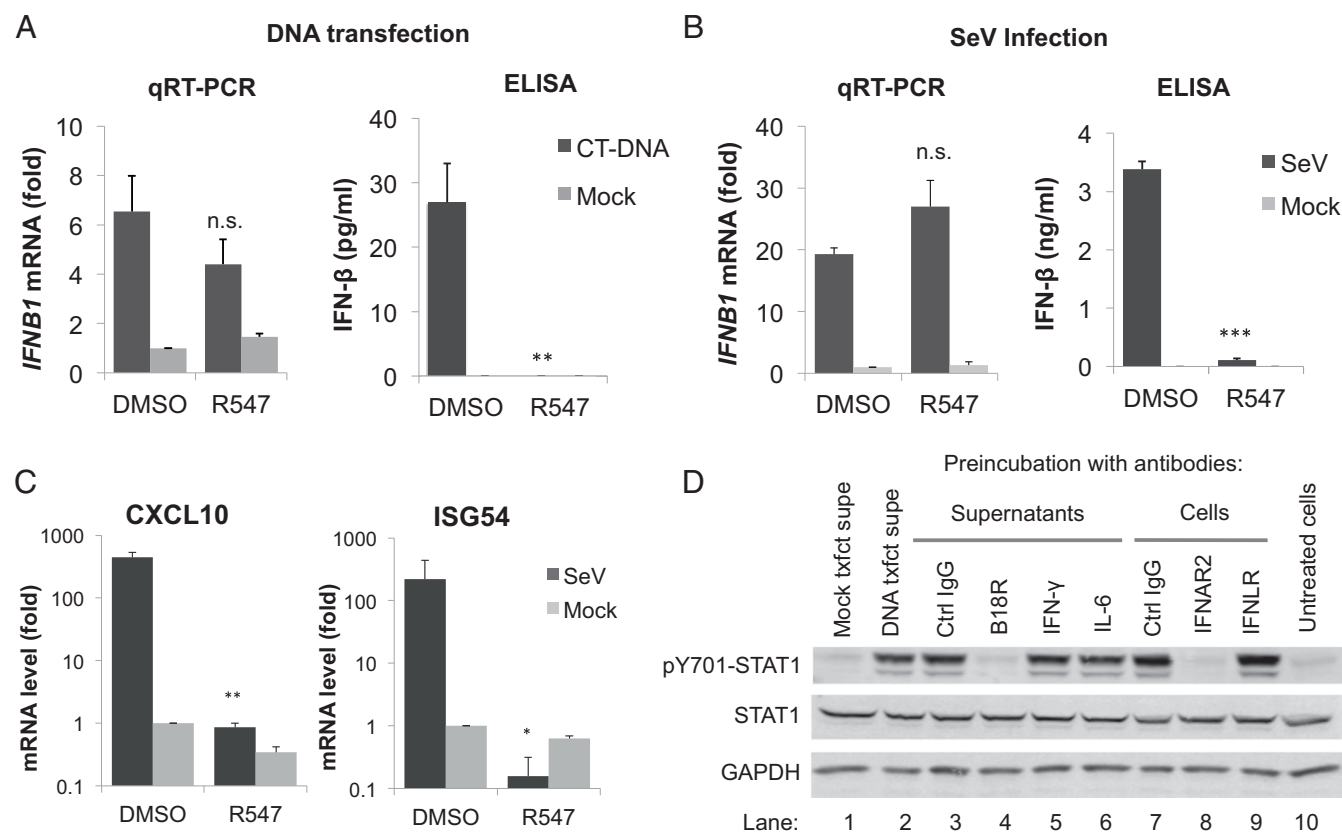 A
DNA transfection
qRT-PCR
IFNB1 mRNA (fold)
10
8
6
4
2
0
n.s.
DMSO
R547
ELISA
IFN-β (pg/ml)
40
30
20
10
0
**
DMSO
R547
CT-DNA
Mock
B
SeV Infection
qRT-PCR
IFNB1 mRNA (fold)
40
30
20
10
0
n.s.
DMSO
R547
ELISA
IFN-β (ng/ml)
4
3
2
1
0
***
DMSO
R547
SeV
Mock
C
CXCL10
mRNA level (fold)
1000
100
10
1
0.1
**
DMSO
R547
ISG54
mRNA level (fold)
1000
100
10
1
0.1
*
DMSO
R547
SeV
Mock
D
Preincubation with antibodies:
Supernatants
Cells
Mock txfct supe
DNA txfct supe
Ctrl IgG
B18R
IFN-γ
IL-6
Ctrl IgG
IFNAR2
IFNLR
Untreated cells
pY701-STAT1
STAT1
GAPDH
Lane: 1 2 3 4 5 6 7 8 9 10